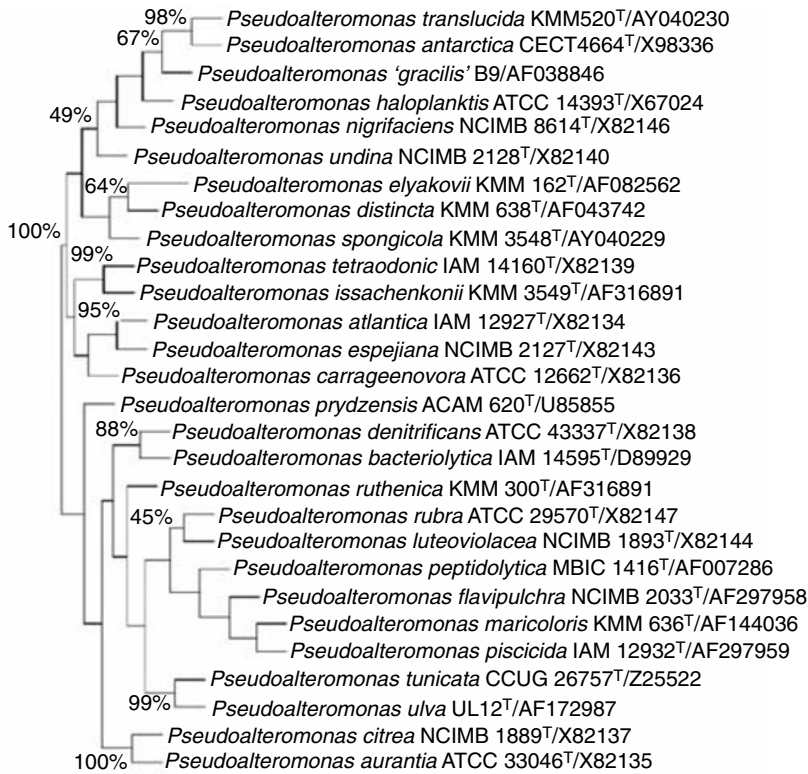 98%
Pseudoalteromonas translucida KMM520ᵀ/AY040230
67%
Pseudoalteromonas antarctica CECT4664ᵀ/X98336
Pseudoalteromonas ‘gracilis’ B9/AF038846
Pseudoalteromonas haloplanktis ATCC 14393ᵀ/X67024
49%
Pseudoalteromonas nigrifaciens NCIMB 8614ᵀ/X82146
Pseudoalteromonas undina NCIMB 2128ᵀ/X82140
64%
Pseudoalteromonas elyakovii KMM 162ᵀ/AF082562
Pseudoalteromonas distincta KMM 638ᵀ/AF043742
100%
Pseudoalteromonas spongicola KMM 3548ᵀ/AY040229
99%
Pseudoalteromonas tetraodonic IAM 14160ᵀ/X82139
Pseudoalteromonas issachenkonii KMM 3549ᵀ/AF316891
95%
Pseudoalteromonas atlantica IAM 12927ᵀ/X82134
Pseudoalteromonas espejiana NCIMB 2127ᵀ/X82143
Pseudoalteromonas carrageenovora ATCC 12662ᵀ/X82136
Pseudoalteromonas prydzensis ACAM 620ᵀ/U85855
88%
Pseudoalteromonas denitrificans ATCC 43337ᵀ/X82138
Pseudoalteromonas bacteriolytica IAM 14595ᵀ/D89929
Pseudoalteromonas ruthenica KMM 300ᵀ/AF316891
45%
Pseudoalteromonas rubra ATCC 29570ᵀ/X82147
Pseudoalteromonas luteoviolacea NCIMB 1893ᵀ/X82144
Pseudoalteromonas peptidolytica MBIC 1416ᵀ/AF007286
Pseudoalteromonas flavipulchra NCIMB 2033ᵀ/AF297958
Pseudoalteromonas maricoloris KMM 636ᵀ/AF144036
Pseudoalteromonas piscicida IAM 12932ᵀ/AF297959
Pseudoalteromonas tunicata CCUG 26757ᵀ/Z25522
99%
Pseudoalteromonas ulva UL12ᵀ/AF172987
Pseudoalteromonas citrea NCIMB 1889ᵀ/X82137
100%
Pseudoalteromonas aurantia ATCC 33046ᵀ/X82135